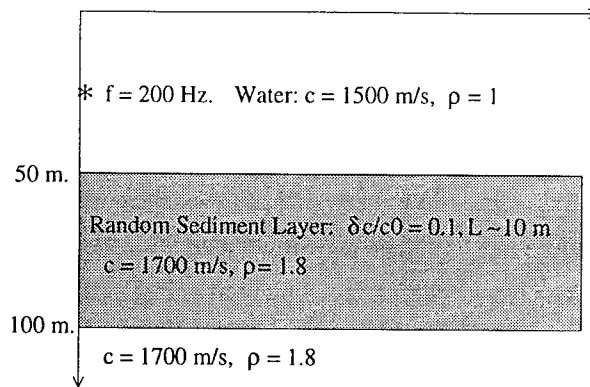 * f = 200 Hz. Water: c = 1500 m/s, ρ = 1
50 m.
Random Sediment Layer: δc/c0 = 0.1, L ~10 m
c = 1700 m/s, ρ= 1.8
100 m.
c = 1700 m/s, ρ = 1.8